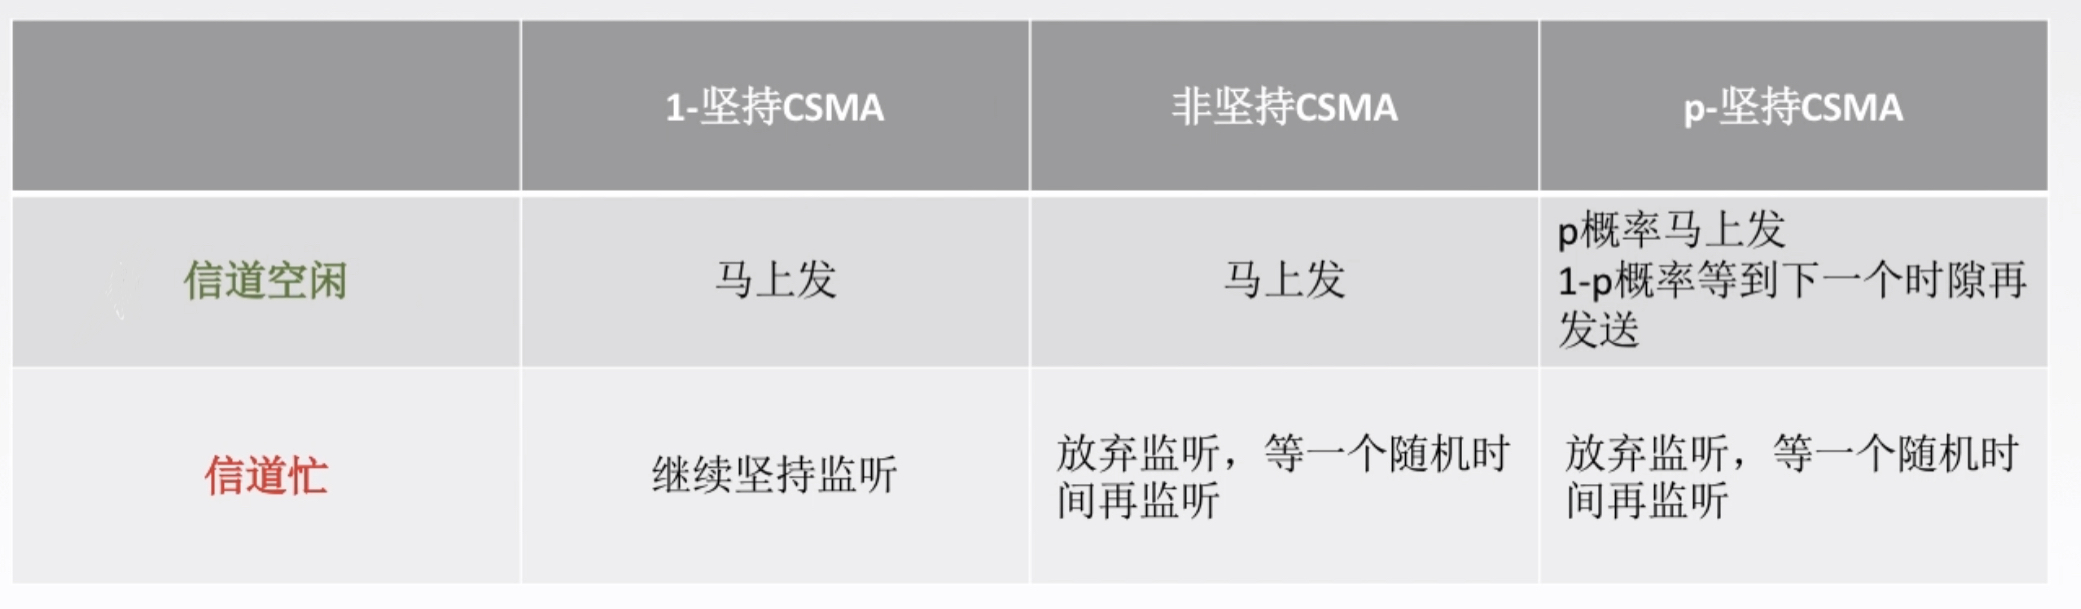 1-坚持CSMA
非坚持CSMA
p-坚持CSMA
信道空闲
马上发
马上发
p概率马上发
1-p概率等到下一个时隙再
发送
信道忙
继续坚持监听
放弃监听，等一个随机时
间再监听
放弃监听，等一个随机时
间再监听